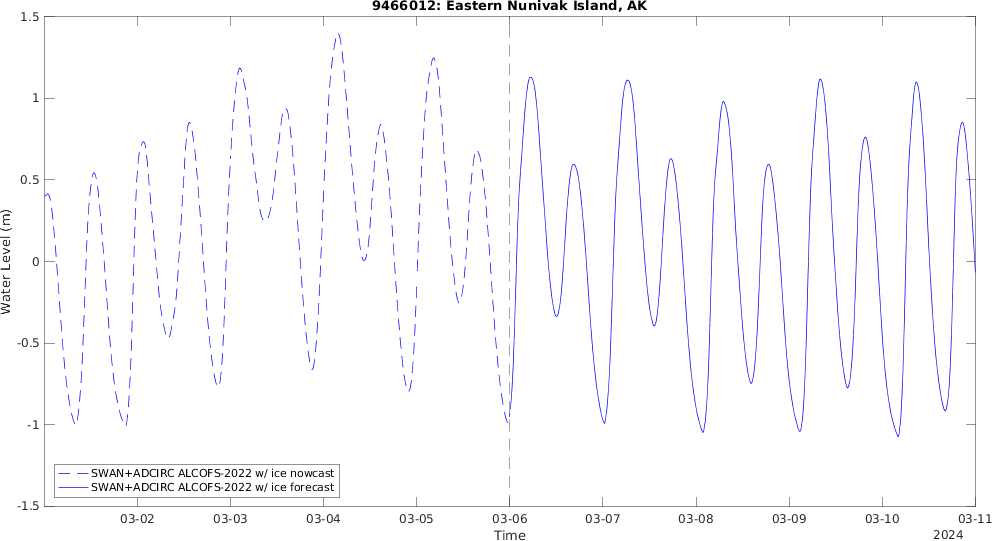 9466012: Eastern Nunivak Island, AK
Water Level (m)
1.5
1
0.5
0
-0.5
-1
-1.5
SWAN+ADCIRC ALCOFS-2022 w/ ice nowcast
SWAN+ADCIRC ALCOFS-2022 w/ ice forecast
03-02 03-03 03-04 03-05 03-06 03-07 03-08 03-09 03-10 03-11
Time
2024